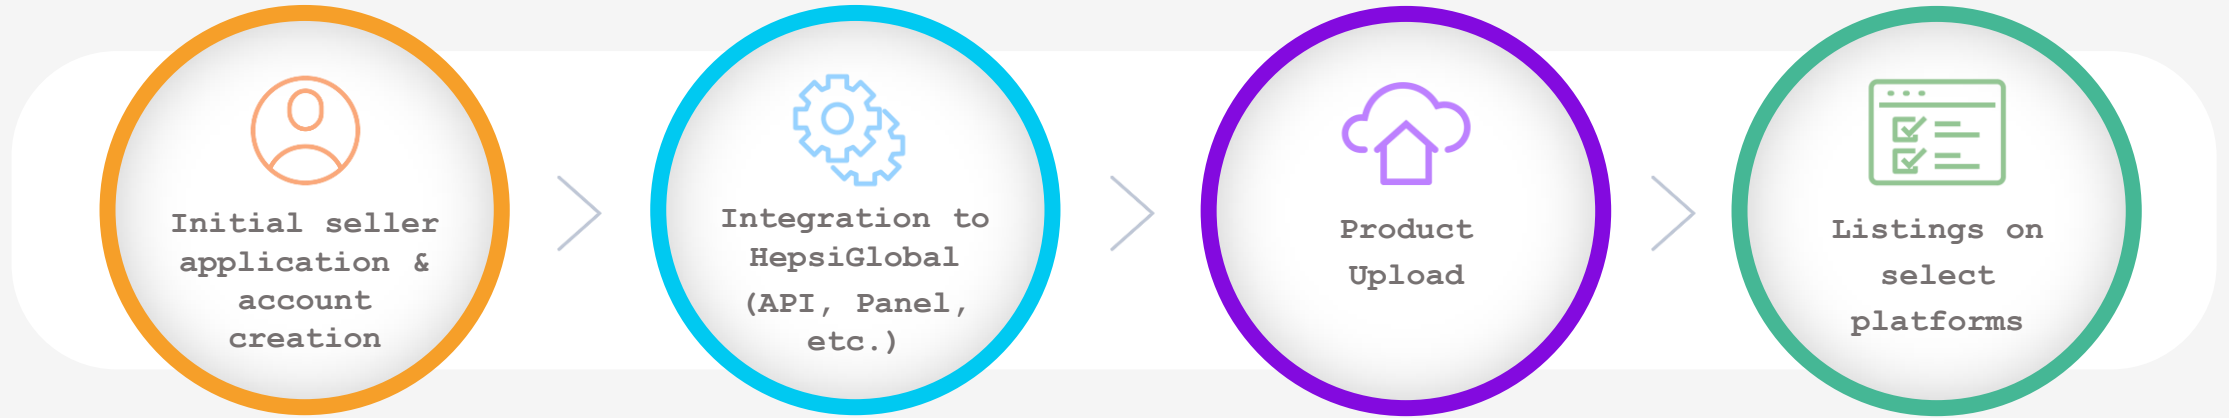 Initial seller
application &
account
creation
Integration to
HepsiGlobal
(API, Panel,
etc.)
Product
Upload
Listings on
select
platforms